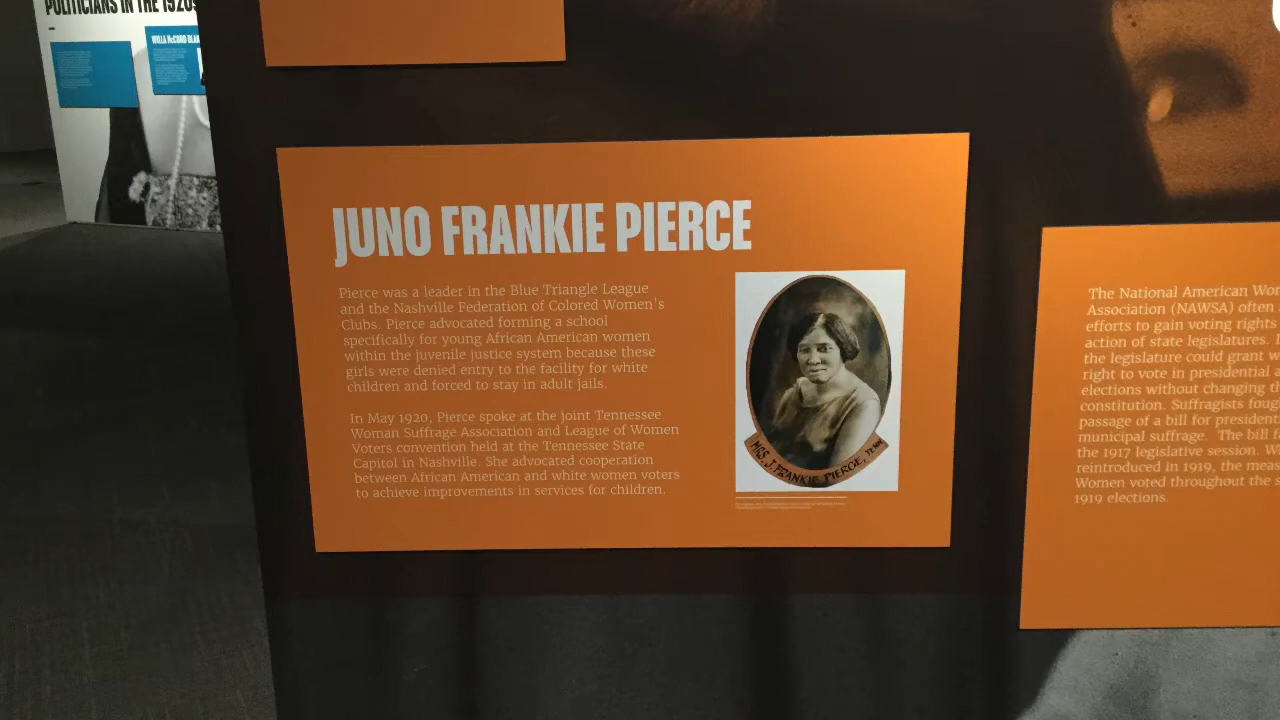 POLITICIANS IN THE 1920s
WILLA McCORD BLA
JUNO FRANKIE PIERCE
Pierce was a leader in the Blue Triangle League
and the Nashville Federation of Colored Women's
Clubs. Pierce advocated forming a school
specifically for young African American women
within the juvenile justice system because these
girls were denied entry to the facility for white
children and forced to stay in adult jails.
In May 1920, Pierce spoke at the joint Tennessee
Woman Suffrage Association and League of Women
Voters convention held at the Tennessee State
Capitol in Nashville. She advocated cooperation
between African American and white women voters
to achieve improvements in services for children.
MRS. J. FRANKIE PIERCE, TENN
The National American Wo
Association (NAWSA) often
efforts to gain voting rights
action of state legislatures.
the legislature could grant w
right to vote in presidential a
elections without changing th
constitution. Suffragists foug
passage of a bill for president
municipal suffrage. The bill f
the 1917 legislative session. W
reintroduced in 1919, the meas
Women voted throughout the s
1919 elections.